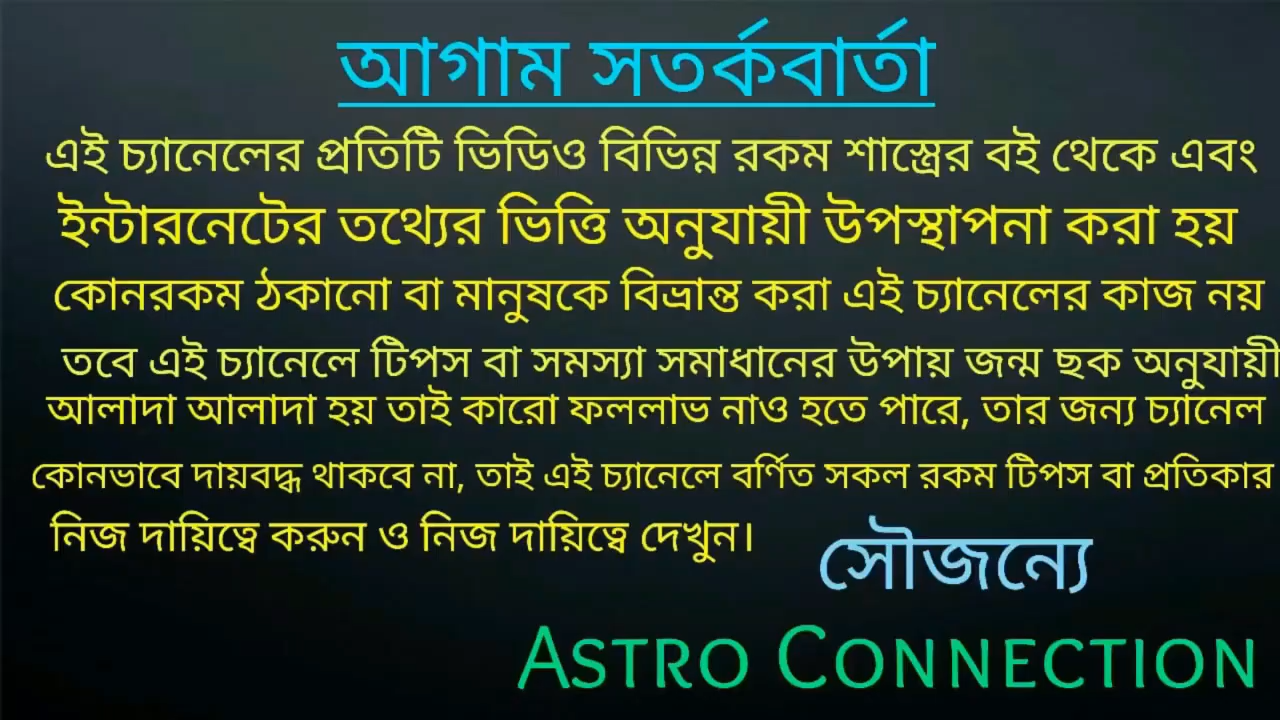 আগাম সতর্কবার্তা
এই চ্যানেলের প্রতিটি ভিডিও বিভিন্ন রকম শাস্ত্রের বই থেকে এবং
ইন্টারনেটের তথ্যের ভিত্তি অনুযায়ী উপস্থাপনা করা হয়
কোনরকম ঠকানো বা মানুষকে বিভ্রান্ত করা এই চ্যানেলের কাজ নয়
তবে এই চ্যানেলে টিপস বা সমস্যা সমাধানের উপায় জন্ম ছক অনুযায়ী
আলাদা আলাদা হয় তাই কারো ফললাভ নাও হতে পারে, তার জন্য চ্যানেল
কোনভাবে দায়বদ্ধ থাকবে না, তাই এই চ্যানেলে বর্ণিত সকল রকম টিপস বা প্রতিকার
নিজ দায়িত্বে করুন ও নিজ দায়িত্বে দেখুন।
সৌজন্যে
ASTRO CONNECTION